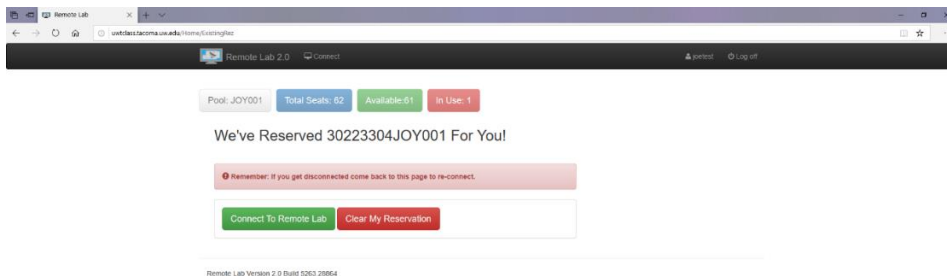 Remote Lab
uwtclass.tacoma.uw.edu/Home/ExistingRez
Remote Lab 2.0 Connect joetest Log off
Pool: JOY001 Total Seats: 62 Available:61 In Use: 1
We've Reserved 30223304JOY001 For You!
Remember: If you get disconnected come back to this page to re-connect.
Connect To Remote Lab Clear My Reservation
Remote Lab Version 2.0 Build 5263.28864